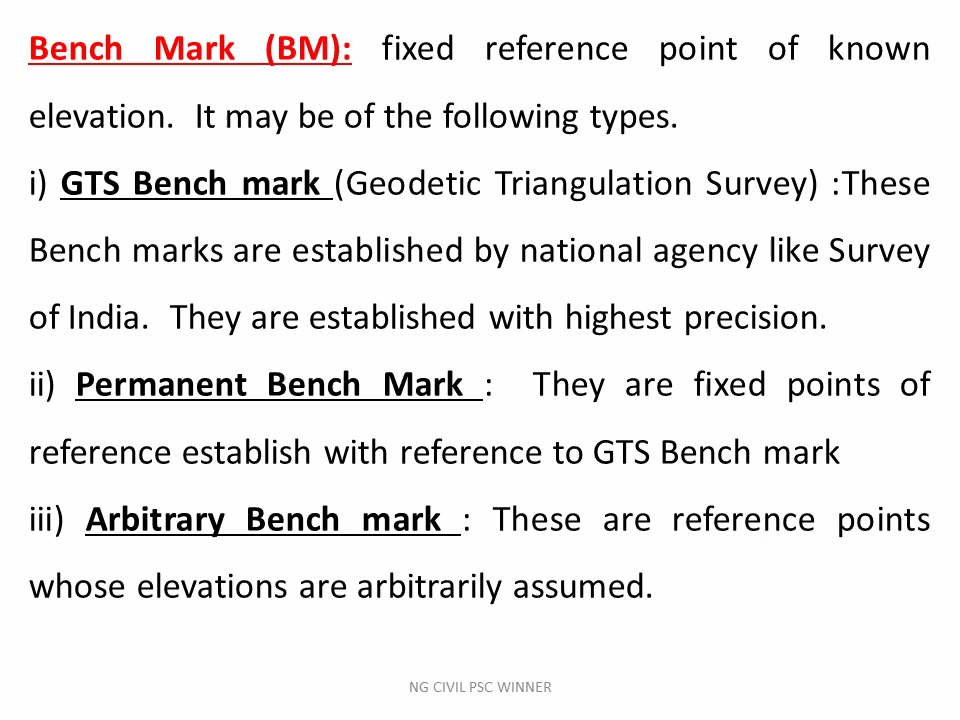 Bench Mark (BM): fixed reference point of known
elevation.  It may be of the following types.
i) GTS Bench mark (Geodetic Triangulation Survey) :These
Bench marks are established by national agency like Survey
of India.  They are established with highest precision.
ii) Permanent Bench Mark :  They are fixed points of
reference establish with reference to GTS Bench mark
iii) Arbitrary Bench mark : These are reference points
whose elevations are arbitrarily assumed.
NG CIVIL PSC WINNER